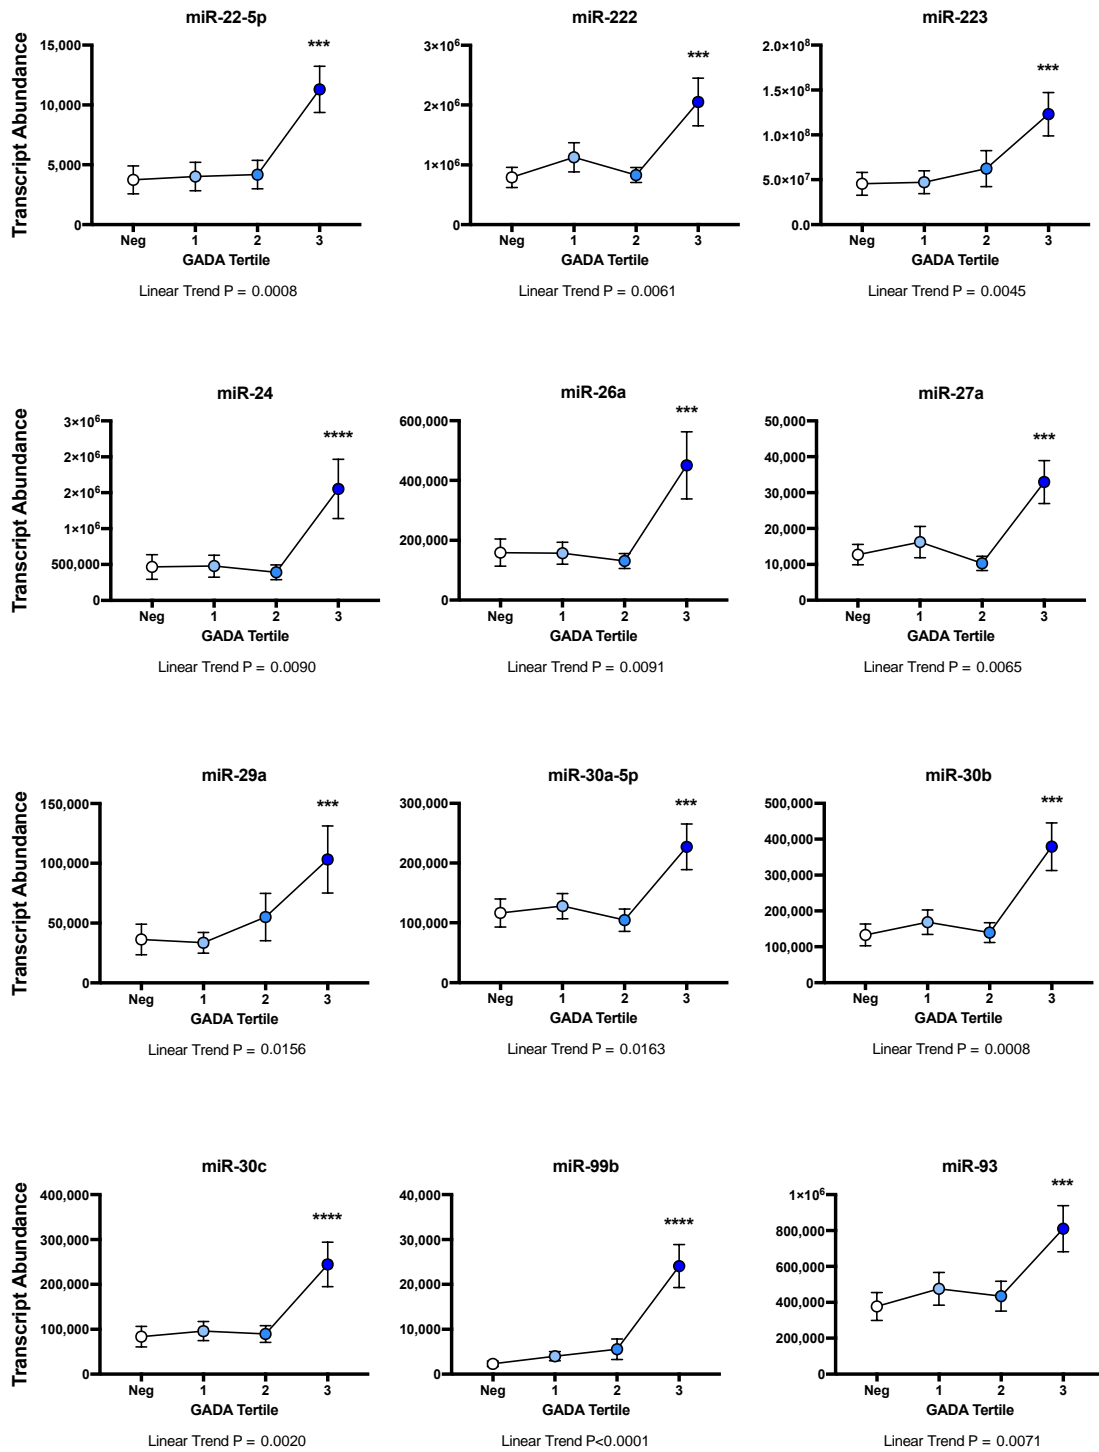 miR-22-5p
Transcript Abundance
15,000
10,000
5,000
0
***
Neg 1 2 3
GADA Tertile
Linear Trend P = 0.0008
miR-222
3×10⁶
2×10⁶
1×10⁶
0
***
Neg 1 2 3
GADA Tertile
Linear Trend P = 0.0061
miR-223
2.0×10⁸
1.5×10⁸
1.0×10⁸
5.0×10⁷
0.0
***
Neg 1 2 3
GADA Tertile
Linear Trend P = 0.0045
miR-24
Transcript Abundance
3×10⁶
2×10⁶
2×10⁶
1×10⁶
500,000
0
****
Neg 1 2 3
GADA Tertile
Linear Trend P = 0.0090
miR-26a
600,000
400,000
200,000
0
***
Neg 1 2 3
GADA Tertile
Linear Trend P = 0.0091
miR-27a
50,000
40,000
30,000
20,000
10,000
0
***
Neg 1 2 3
GADA Tertile
Linear Trend P = 0.0065
miR-29a
Transcript Abundance
150,000
100,000
50,000
0
***
Neg 1 2 3
GADA Tertile
Linear Trend P = 0.0156
miR-30a-5p
300,000
200,000
100,000
0
***
Neg 1 2 3
GADA Tertile
Linear Trend P = 0.0163
miR-30b
500,000
400,000
300,000
200,000
100,000
0
***
Neg 1 2 3
GADA Tertile
Linear Trend P = 0.0008
miR-30c
Transcript Abundance
400,000
300,000
200,000
100,000
0
****
Neg 1 2 3
GADA Tertile
Linear Trend P = 0.0020
miR-99b
40,000
30,000
20,000
10,000
0
****
Neg 1 2 3
GADA Tertile
Linear Trend P<0.0001
miR-93
1×10⁶
800,000
600,000
400,000
200,000
0
***
Neg 1 2 3
GADA Tertile
Linear Trend P = 0.0071